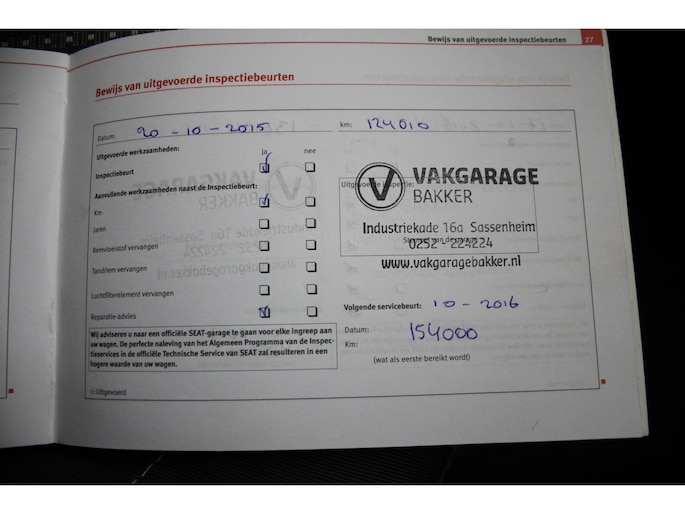 Bewijs van uitgevoerde inspectiebeurten 27
Bewijs van uitgevoerde inspectiebeurten
Datum: 20-10-2015 km: 124010
Uitgevoerde werkzaamheden: ja nee
Inspectiebeurt
Aanvullende werkzaamheden naast de Inspectiebeurt:
Km
Jaren
Remvloeistof vervangen
Tandriem vervangen
Luchtfilterelement vervangen
Reparatie-advies
Wij adviseren u naar een officiële SEAT-garage te gaan voor elke ingreep aan
uw wagen. De perfecte naleving van het Algemeen Programma van de Inspec-
tieservices in de officiële Technische Service van SEAT zal resulteren in een
hogere waarde van uw wagen.
√: Uitgevoerd
Uitgevoerde inspectie:
V VAKGARAGE
BAKKER
Industriekade 16a Sassenheim
0252 - 224224
www.vakgaragebakker.nl
Volgende servicebeurt: 10-2016
Datum:
Km: 154000
(wat als eerste bereikt wordt)